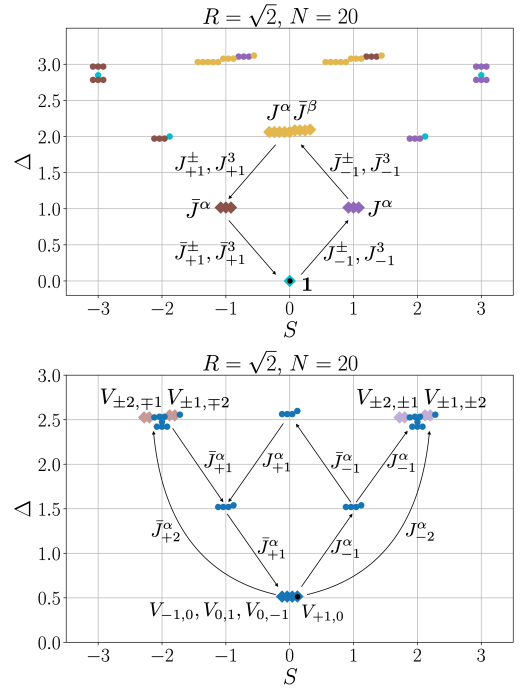 R = √2, N = 20
3.0
2.5
2.0
1.5
1.0
0.5
0.0
Δ
J^α J̄^β
J^±_{+1}, J^3_{+1}
J̄^±_{-1}, J̄^3_{-1}
J̄^α
J^α
J̄^±_{+1}, J̄^3_{+1}
J^±_{-1}, J^3_{-1}
1
−3 −2 −1 0 1 2 3
S
R = √2, N = 20
3.0
2.5
2.0
1.5
1.0
0.5
0.0
Δ
V_{±2,∓1} V_{±1,∓2}
V_{±2,±1} V_{±1,±2}
J̄^α_{+1} J^α_{+1} J̄^α_{-1} J^α_{-1}
J̄^α_{+2} J̄^α_{+1} J^α_{-1} J^α_{-2}
V_{−1,0}, V_{0,1}, V_{0,−1} V_{+1,0}
−3 −2 −1 0 1 2 3
S